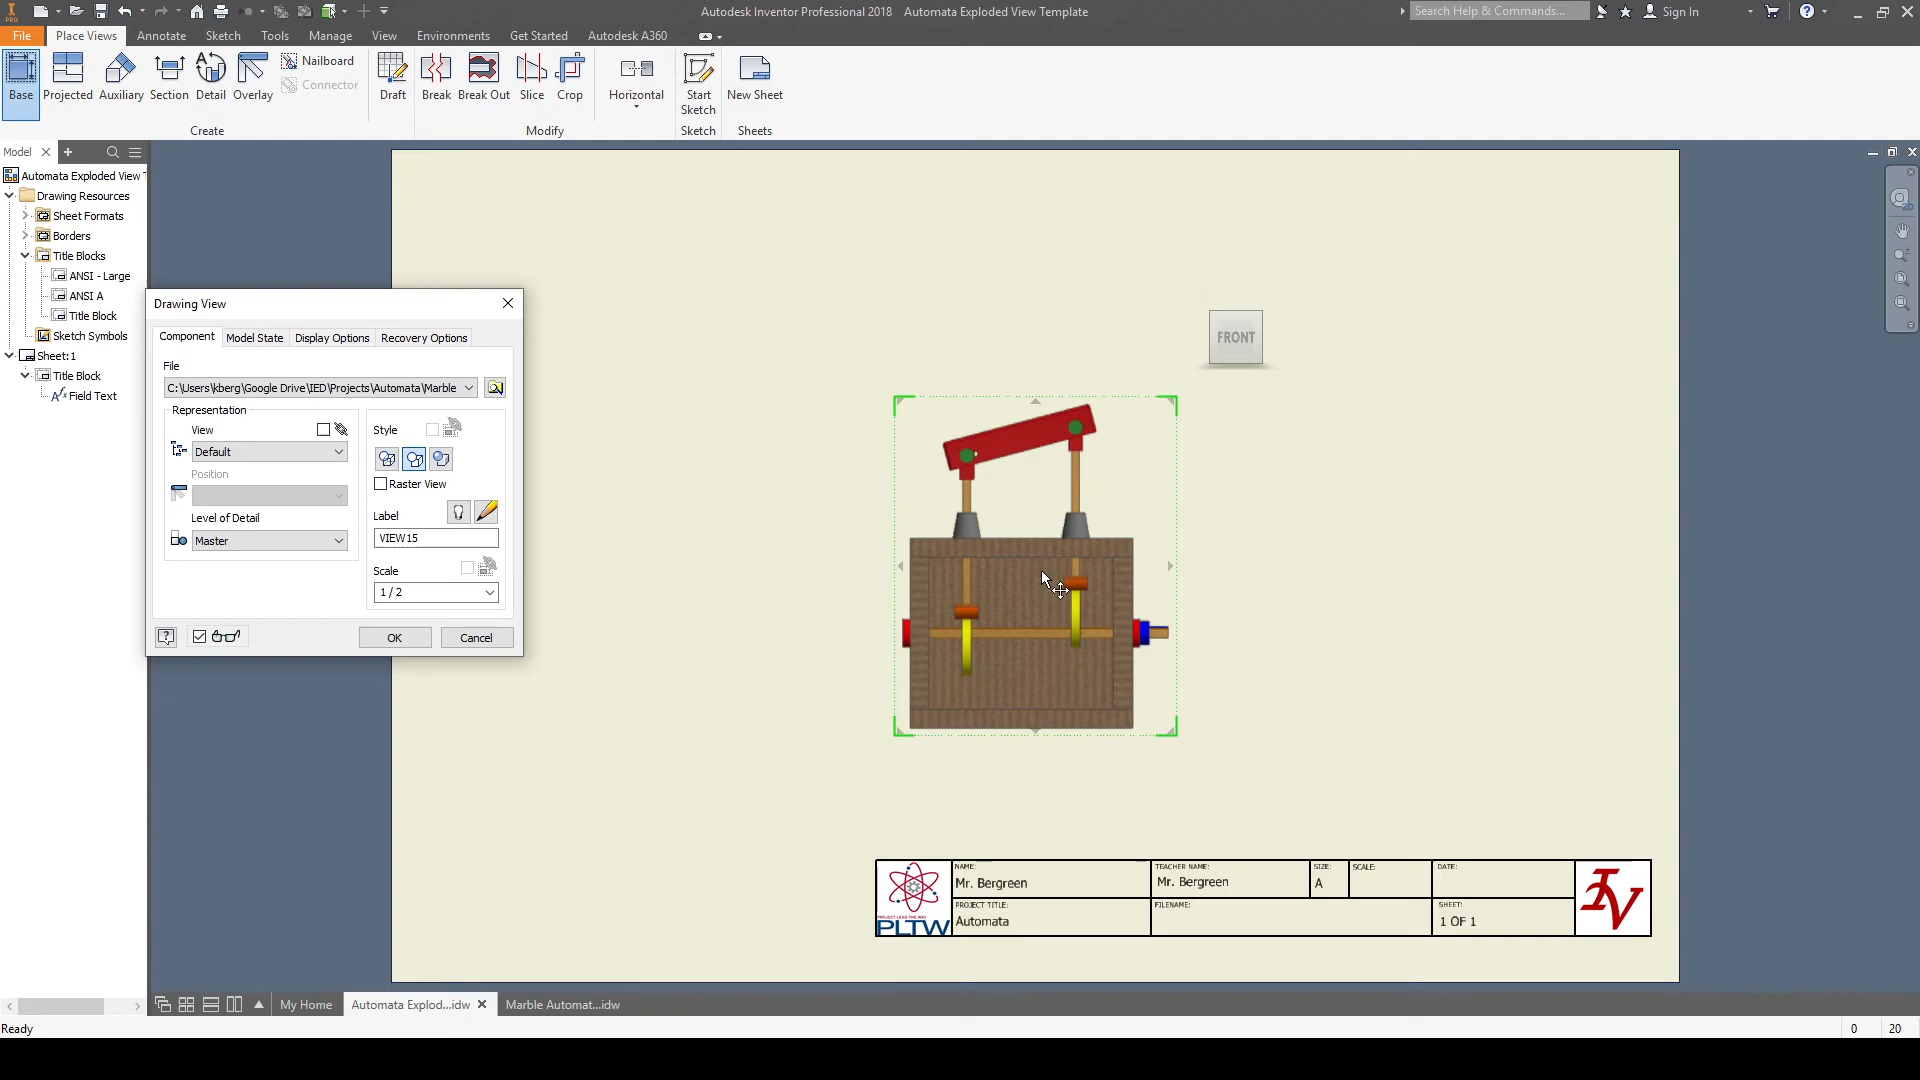 PRO
Autodesk Inventor Professional 2018 Automata Exploded View Template
Search Help & Commands...
Sign In
File
Place Views
Annotate
Sketch
Tools
Manage
View
Environments
Get Started
Autodesk A360
Base
Projected
Auxiliary
Section
Detail
Overlay
Nailboard
Connector
Draft
Break
Break Out
Slice
Crop
Horizontal
Start
Sketch
New Sheet
Create
Modify
Sketch
Sheets
Model
Automata Exploded View T
Drawing Resources
Sheet Formats
Borders
Title Blocks
ANSI - Large
ANSI A
Title Block
Sketch Symbols
Sheet:1
Title Block
Field Text
Drawing View
Component
Model State
Display Options
Recovery Options
File
C:\Users\kberg\Google Drive\IED\Projects\Automata\Marble
Representation
View
Default
Position
Level of Detail
Master
Style
Raster View
Label
VIEW15
Scale
1 / 2
OK
Cancel
FRONT
2D
NAME:
Mr. Bergreen
TEACHER NAME:
Mr. Bergreen
SIZE:
A
SCALE:
DATE:
PROJECT LEAD THE WAY
PLTW
PROJECT TITLE:
Automata
FILENAME:
SHEET:
1 OF 1
IV
My Home
Automata Explod...idw
Marble Automat...idw
Ready
0
20